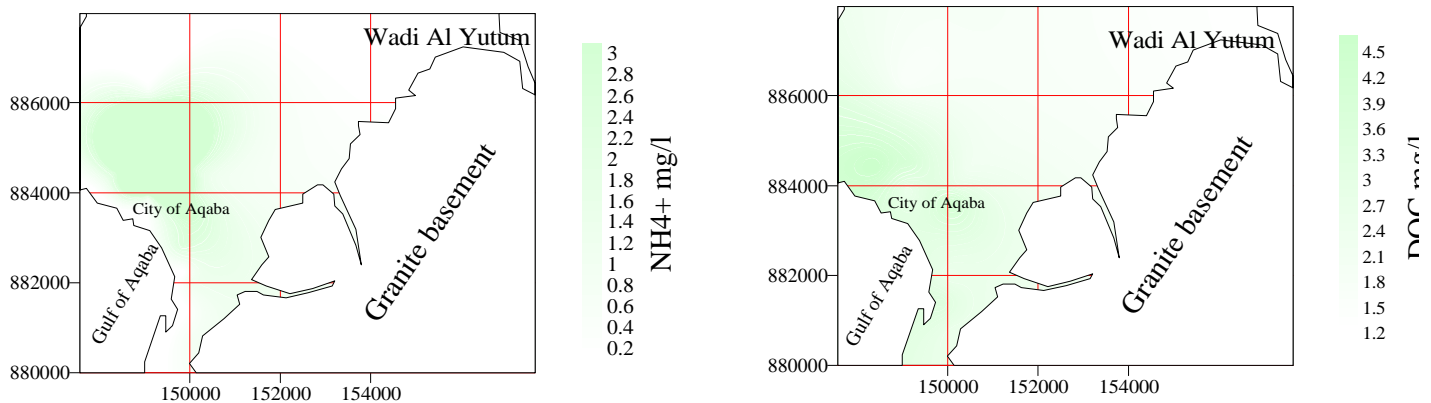 Wadi Al Yutum
886000
884000
882000
880000
150000 152000 154000
City of Aqaba
Gulf of Aqaba
Granite basement
3
2.8
2.6
2.4
2.2
2
1.8
1.6
1.4
1.2
1
0.8
0.6
0.4
0.2
NH4+ mg/l
Wadi Al Yutum
886000
884000
882000
880000
150000 152000 154000
City of Aqaba
Gulf of Aqaba
Granite basement
4.5
4.2
3.9
3.6
3.3
3
2.7
2.4
2.1
1.8
1.5
1.2
DOC mg/l